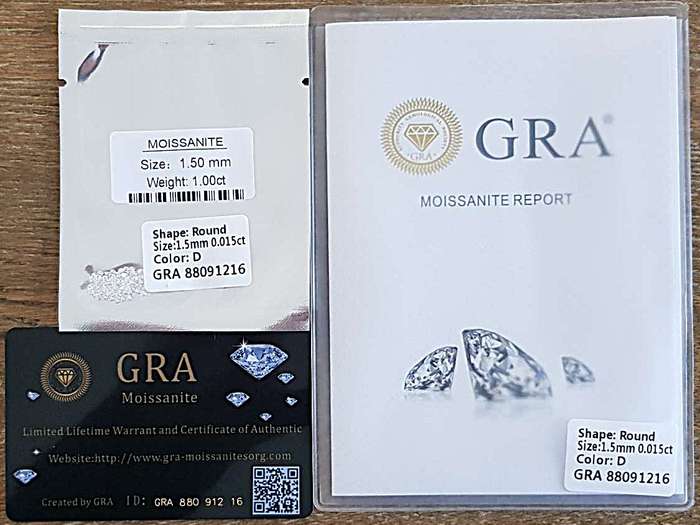 MOISSANITE
Size: 1.50 mm
Weight: 1.00ct
Shape: Round
Size:1.5mm 0.015ct
Color: D
GRA 88091216
GRA
Moissanite
Limited Lifetime Warrant and Certificate of Authentic
Website:http://www.gra-moissanitesorg.com
Created by GRA ID: GRA 880 912 16
GRA
GRA®
MOISSANITE REPORT
Shape: Round
Size:1.5mm 0.015ct
Color: D
GRA 88091216